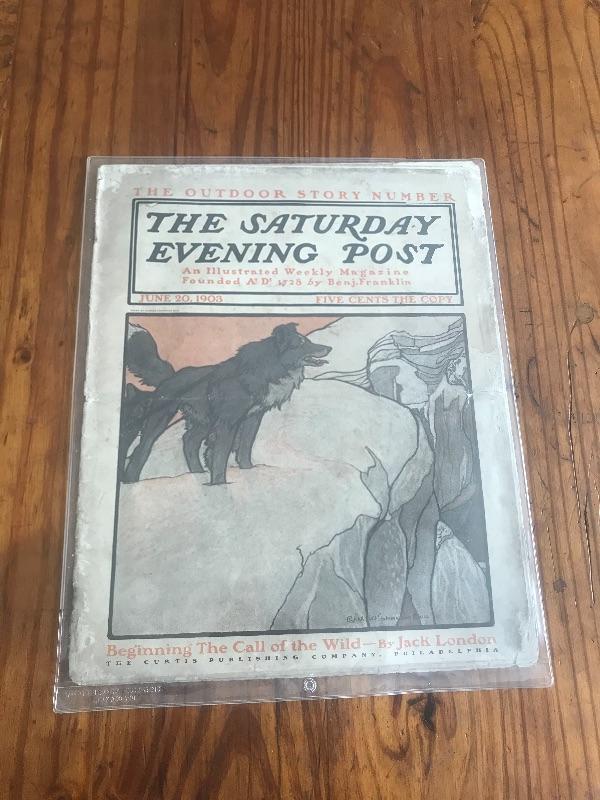 THE OUTDOOR STORY NUMBER
THE SATURDAY
EVENING POST
An Illustrated Weekly Magazine
Founded A° D¹ 1728 by Benj. Franklin
JUNE 20, 1903 FIVE CENTS THE COPY
Beginning The Call of the Wild—By Jack London
THE CURTIS PUBLISHING COMPANY, PHILADELPHIA